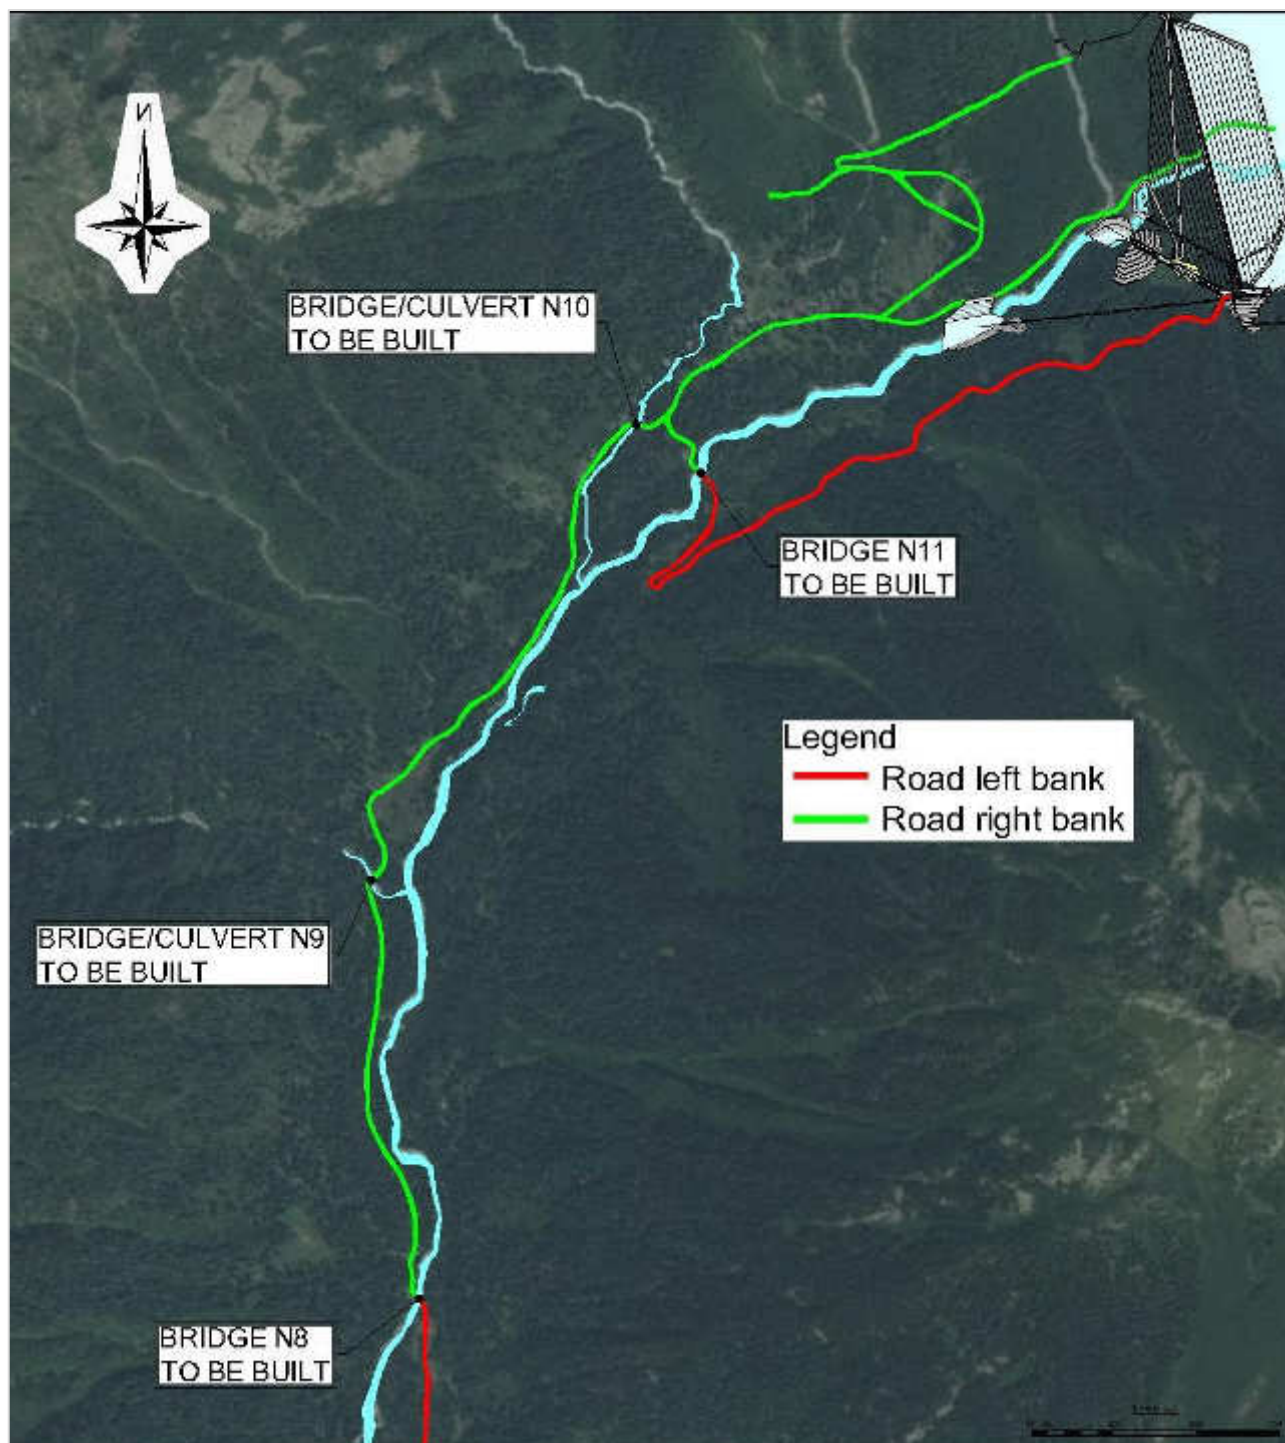 N
BRIDGE/CULVERT N10
TO BE BUILT
BRIDGE N11
TO BE BUILT
Legend
Road left bank
Road right bank
BRIDGE/CULVERT N9
TO BE BUILT
BRIDGE N8
TO BE BUILT